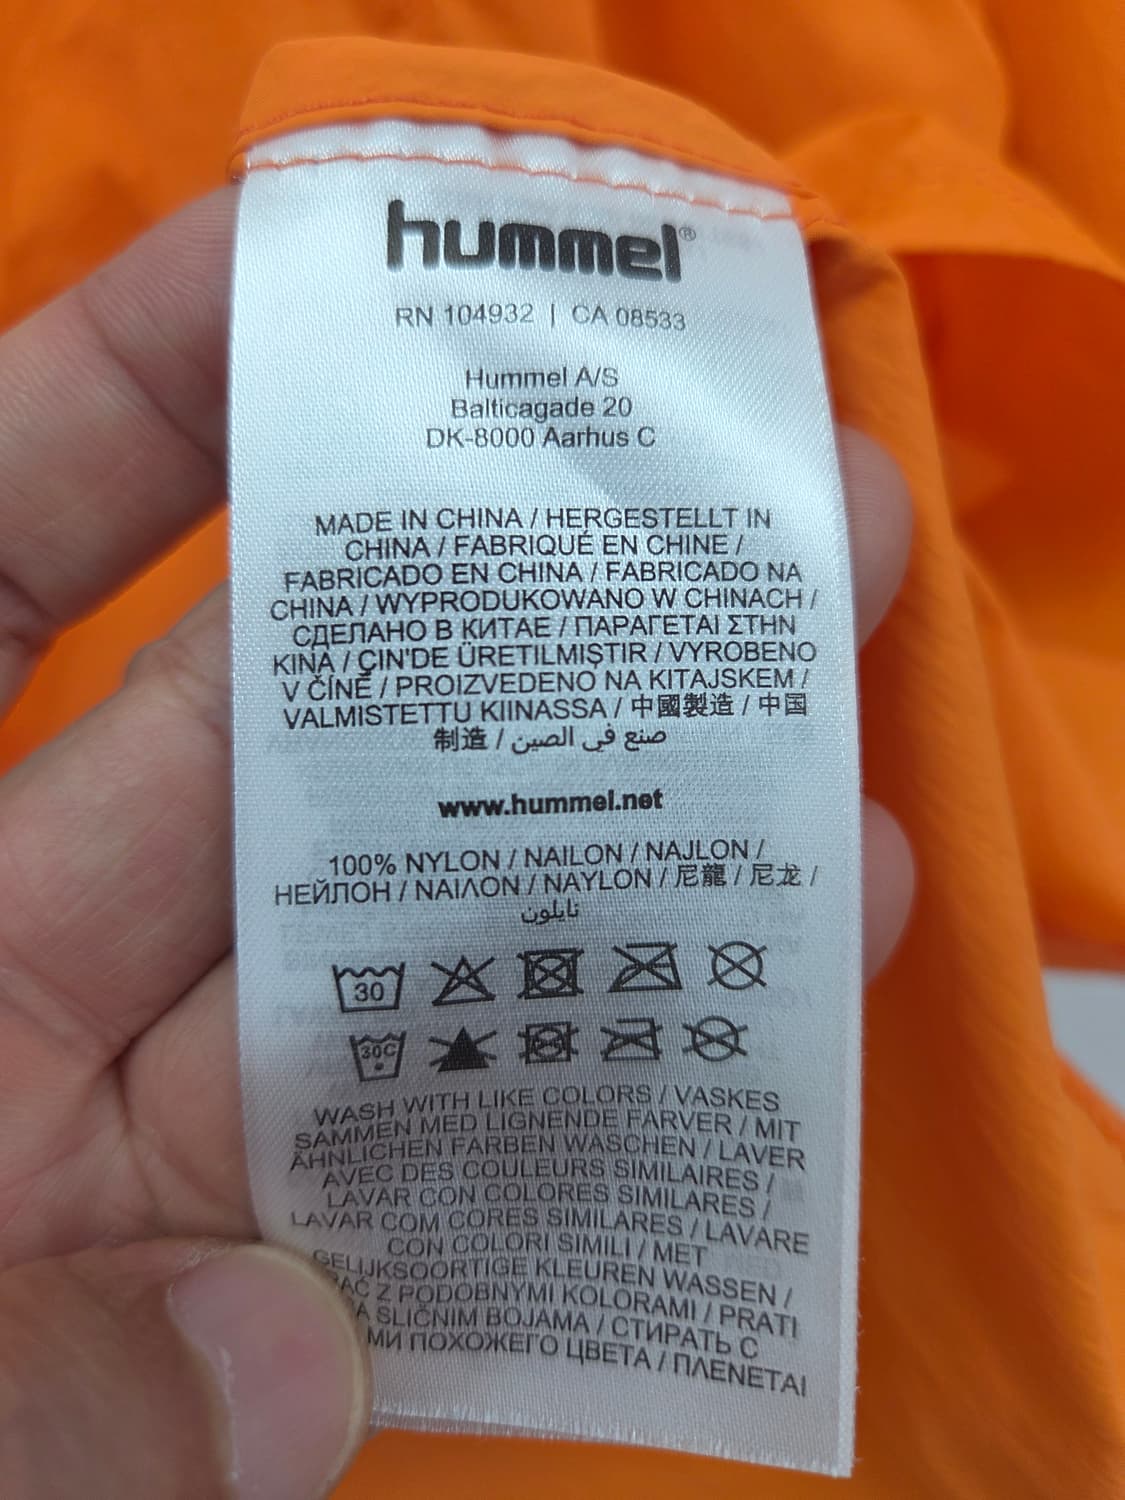 hummel®
RN 104932 | CA 08533
Hummel A/S
Balticagade 20
DK-8000 Aarhus C
MADE IN CHINA / HERGESTELLT IN
CHINA / FABRIQUÉ EN CHINE /
FABRICADO EN CHINA / FABRICADO NA
CHINA / WYPRODUKOWANO W CHINACH /
СДЕЛАНО В КИТАЕ / ΠΑΡΑΓΕΤΑΙ ΣΤΗΝ
ΚΙΝΑ / ÇIN'DE ÜRETILMIŞTIR / VYROBENO
V ČÍNĚ / PROIZVEDENO NA KITAJSKEM /
VALMISTETTU KIINASSA / 中國製造 / 中国
制造 / صنع في الصين
www.hummel.net
100% NYLON / NAILON / NAJLON /
НЕЙЛОН / ΝΑΙΛΟΝ / NAYLON / 尼龍 / 尼龙 /
نايلون
30
30C
WASH WITH LIKE COLORS / VASKES
SAMMEN MED LIGNENDE FARVER / MIT
ÄHNLICHEN FARBEN WASCHEN / LAVER
AVEC DES COULEURS SIMILAIRES /
LAVAR CON COLORES SIMILARES /
LAVAR COM CORES SIMILARES / LAVARE
CON COLORI SIMILI / MET
GELIJKSOORTIGE KLEUREN WASSEN /
Z PODOBNYMI KOLORAMI / PRATI
SLIČNIM BOJAMA / СТИРАТЬ С
ПОХОЖЕГО ЦВЕТА / ΠΛΕΝΕΤΑΙ